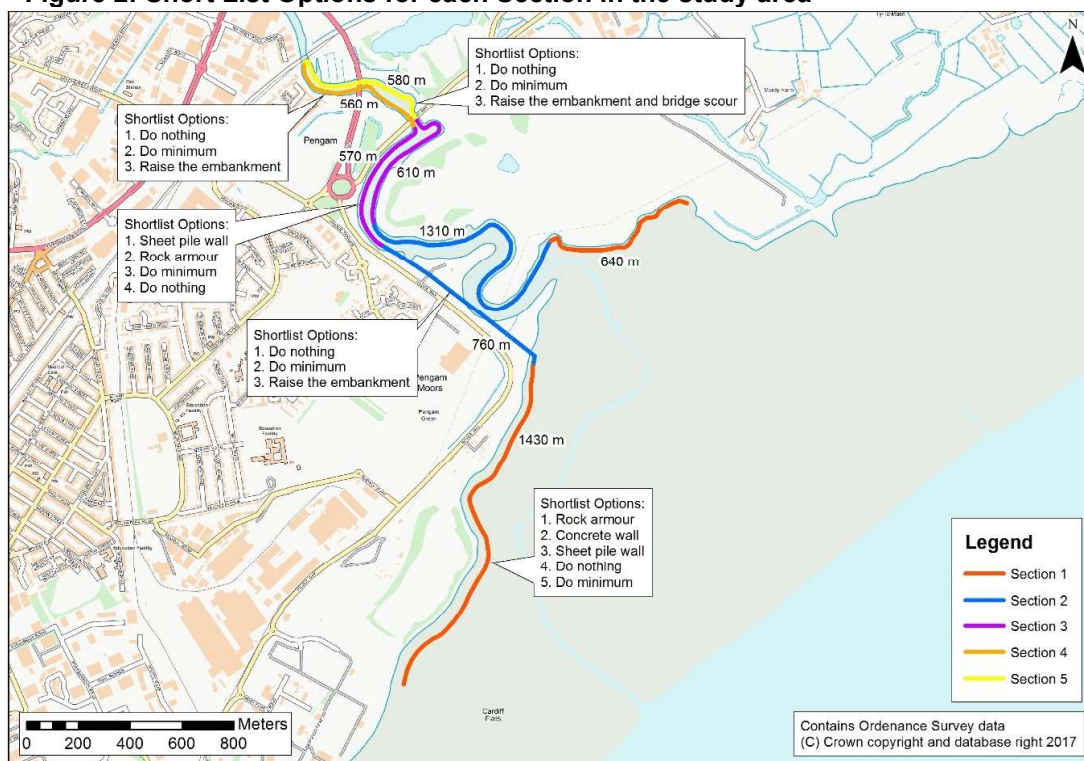 Figure 2: Short List Options for each Section in the study area
N
Shortlist Options:
1. Do nothing
2. Do minimum
3. Raise the embankment and bridge scour
580 m
560 m
Shortlist Options:
1. Do nothing
2. Do minimum
3. Raise the embankment
Pengam
570 m
610 m
Shortlist Options:
1. Sheet pile wall
2. Rock armour
3. Do minimum
4. Do nothing
1310 m
640 m
Shortlist Options:
1. Do nothing
2. Do minimum
3. Raise the embankment
760 m
Pengam
Moors
Pengam
Green
1430 m
Shortlist Options:
1. Rock armour
2. Concrete wall
3. Sheet pile wall
4. Do nothing
5. Do minimum
Education
Facility
Education
Facility
Education Facility
Cardiff
Flats
Legend
Section 1
Section 2
Section 3
Section 4
Section 5
Meters
0 200 400 600 800
Contains Ordenance Survey data
(C) Crown copyright and database right 2017